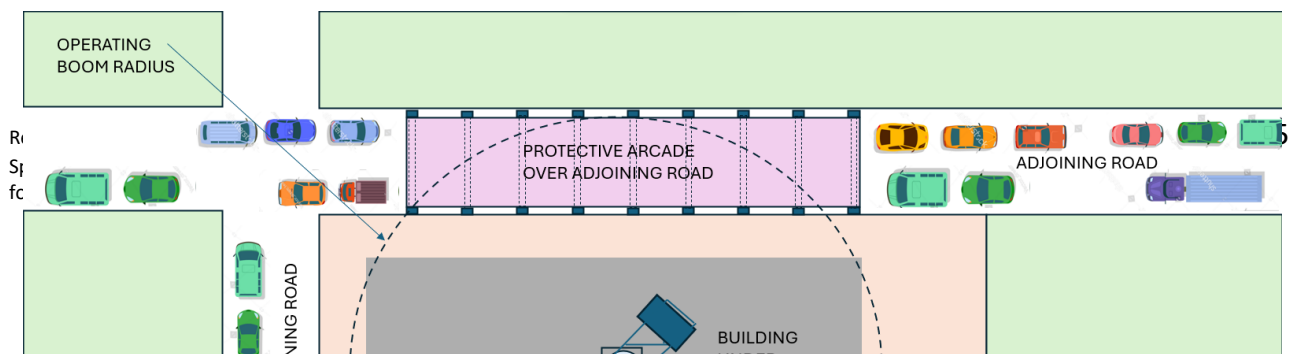 OPERATING
BOOM RADIUS
PROTECTIVE ARCADE
OVER ADJOINING ROAD
ADJOINING ROAD
BUILDING